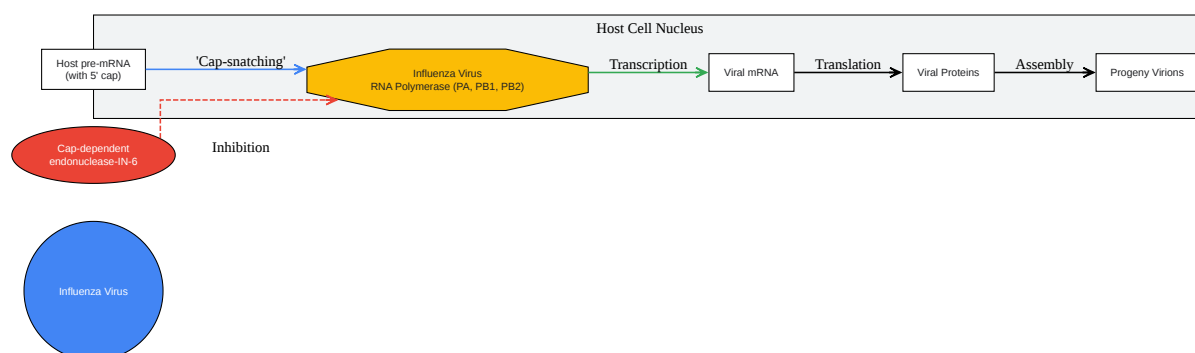 Host Cell Nucleus
Host pre-mRNA
(with 5' cap)
'Cap-snatching'
Influenza Virus
RNA Polymerase (PA, PB1, PB2)
Transcription
Viral mRNA
Translation
Viral Proteins
Assembly
Progeny Virions
Cap-dependent
endonuclease-IN-6
Inhibition
Influenza Virus